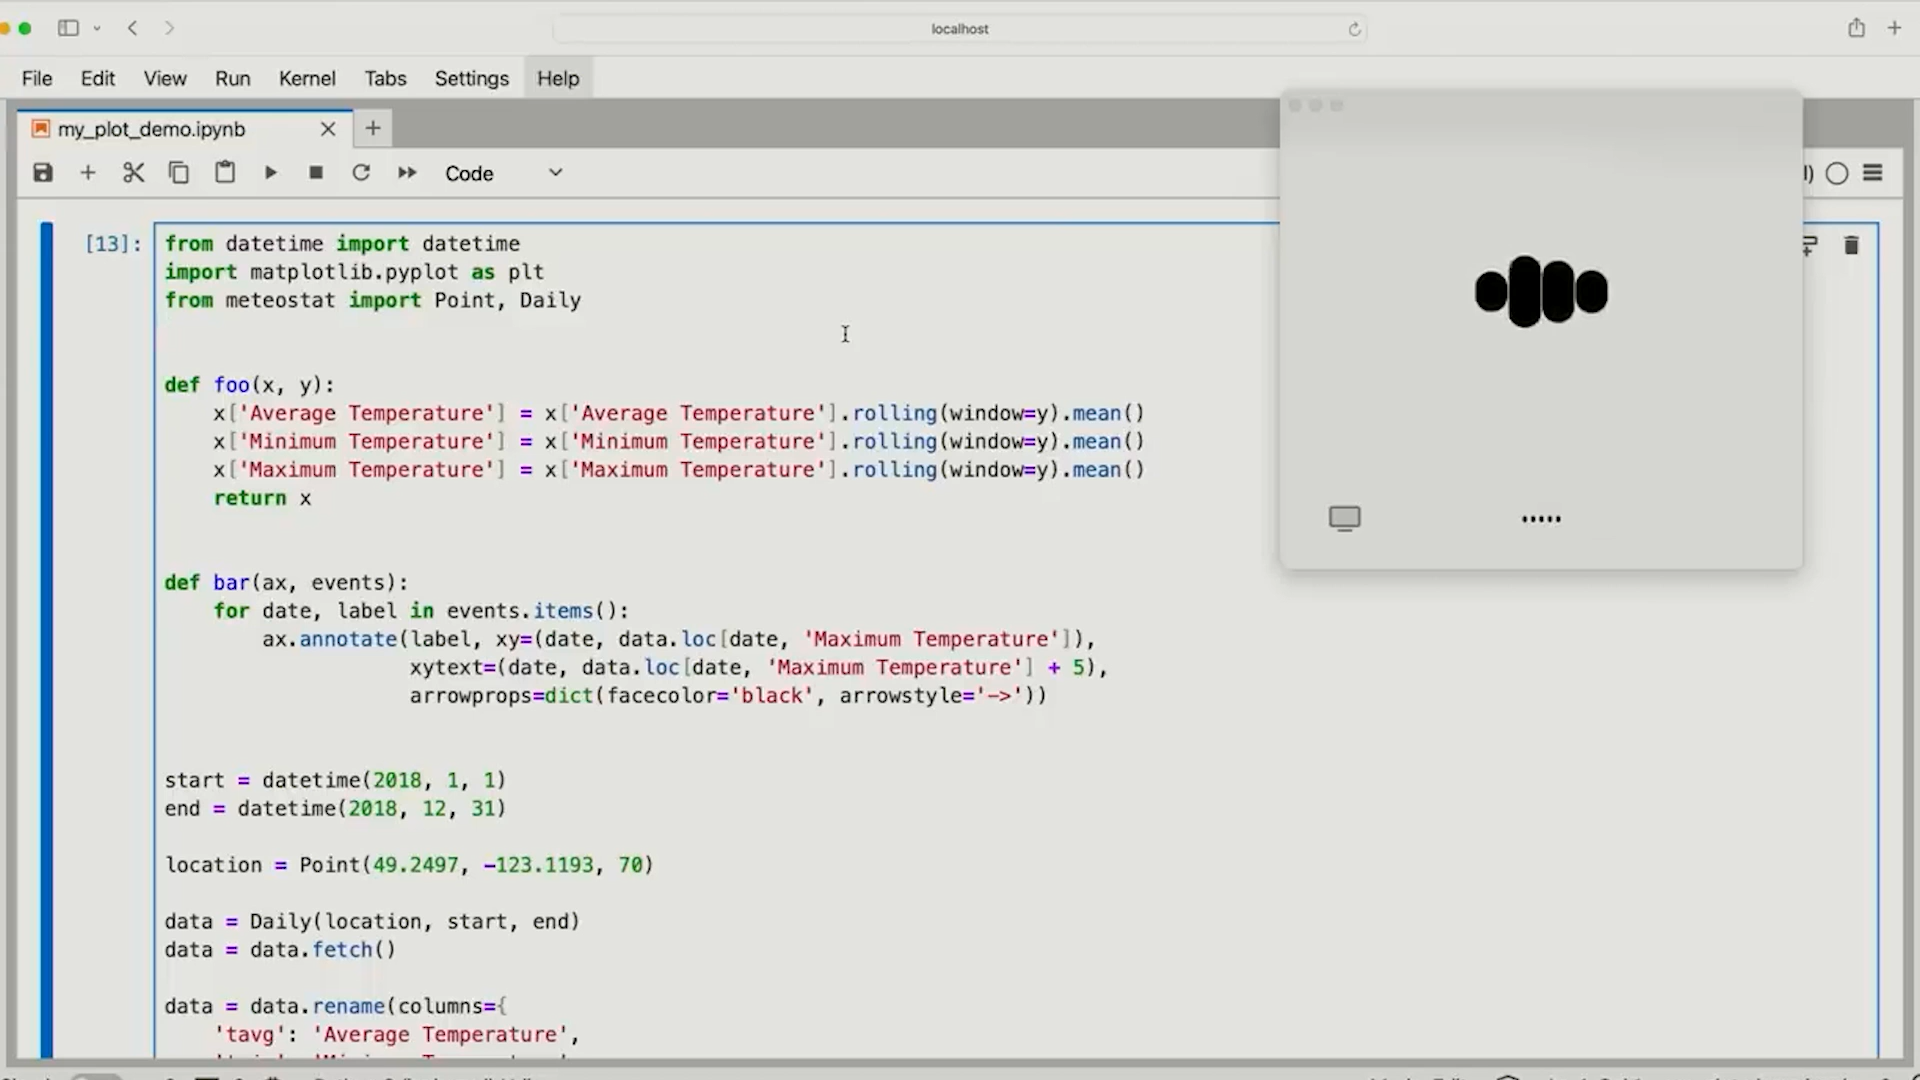 localhost
File Edit View Run Kernel Tabs Settings Help
my_plot_demo.ipynb
Code
[13]:
from datetime import datetime
import matplotlib.pyplot as plt
from meteostat import Point, Daily
def foo(x, y):
x['Average Temperature'] = x['Average Temperature'].rolling(window=y).mean()
x['Minimum Temperature'] = x['Minimum Temperature'].rolling(window=y).mean()
x['Maximum Temperature'] = x['Maximum Temperature'].rolling(window=y).mean()
return x
def bar(ax, events):
for date, label in events.items():
ax.annotate(label, xy=(date, data.loc[date, 'Maximum Temperature']),
xytext=(date, data.loc[date, 'Maximum Temperature'] + 5),
arrowprops=dict(facecolor='black', arrowstyle='->'))
start = datetime(2018, 1, 1)
end = datetime(2018, 12, 31)
location = Point(49.2497, -123.1193, 70)
data = Daily(location, start, end)
data = data.fetch()
data = data.rename(columns={
'tavg': 'Average Temperature',